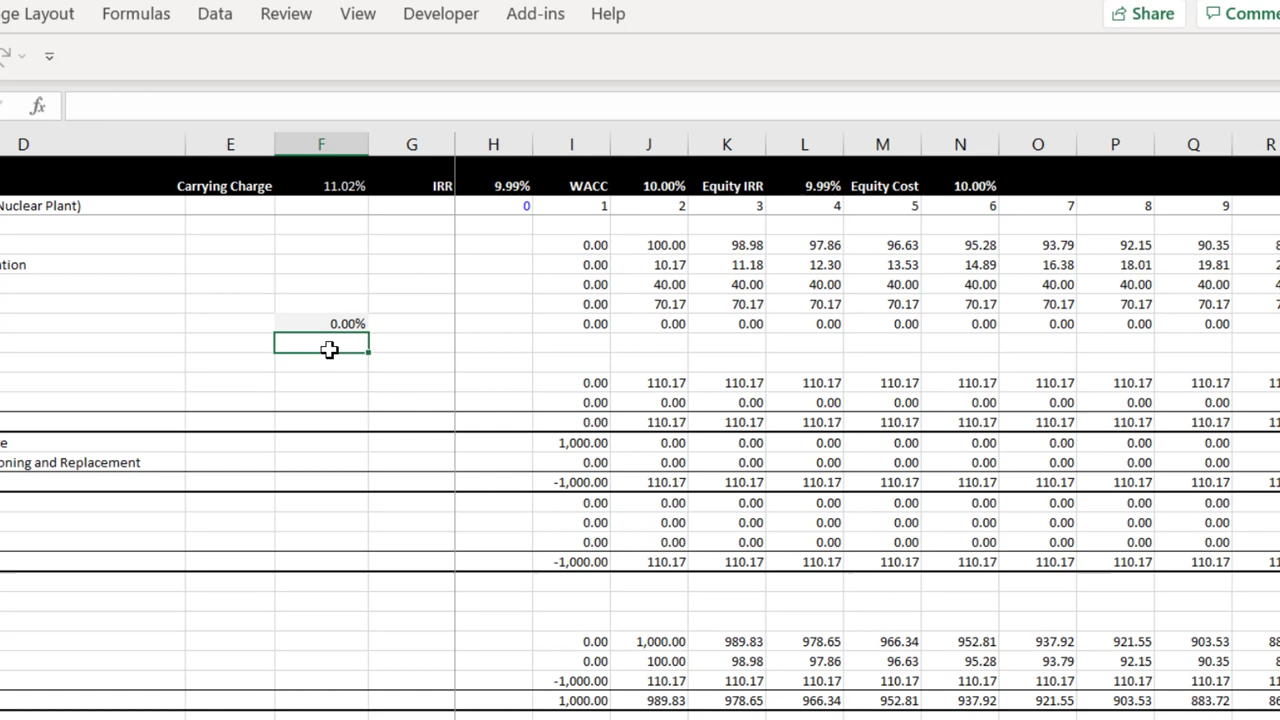 ge Layout Formulas Data Review View Developer Add-ins Help Share Comme
fx
D E F G H I J K L M N O P Q R
Carrying Charge 11.02% IRR 9.99% WACC 10.00% Equity IRR 9.99% Equity Cost 10.00%
Nuclear Plant) 0 1 2 3 4 5 6 7 8 9
0.00 100.00 98.98 97.86 96.63 95.28 93.79 92.15 90.35 8
ation 0.00 10.17 11.18 12.30 13.53 14.89 16.38 18.01 19.81 2
0.00 40.00 40.00 40.00 40.00 40.00 40.00 40.00 40.00 4
0.00 70.17 70.17 70.17 70.17 70.17 70.17 70.17 70.17 7
0.00% 0.00 0.00 0.00 0.00 0.00 0.00 0.00 0.00 0.00
0.00 110.17 110.17 110.17 110.17 110.17 110.17 110.17 110.17 11
0.00 0.00 0.00 0.00 0.00 0.00 0.00 0.00 0.00
0.00 110.17 110.17 110.17 110.17 110.17 110.17 110.17 110.17 11
e 1,000.00 0.00 0.00 0.00 0.00 0.00 0.00 0.00 0.00
oning and Replacement 0.00 0.00 0.00 0.00 0.00 0.00 0.00 0.00 0.00
-1,000.00 110.17 110.17 110.17 110.17 110.17 110.17 110.17 110.17 11
0.00 0.00 0.00 0.00 0.00 0.00 0.00 0.00 0.00
0.00 0.00 0.00 0.00 0.00 0.00 0.00 0.00 0.00
0.00 0.00 0.00 0.00 0.00 0.00 0.00 0.00 0.00
-1,000.00 110.17 110.17 110.17 110.17 110.17 110.17 110.17 110.17 11
0.00 1,000.00 989.83 978.65 966.34 952.81 937.92 921.55 903.53 88
0.00 100.00 98.98 97.86 96.63 95.28 93.79 92.15 90.35 8
-1,000.00 110.17 110.17 110.17 110.17 110.17 110.17 110.17 110.17 11
1,000.00 989.83 978.65 966.34 952.81 937.92 921.55 903.53 883.72 86